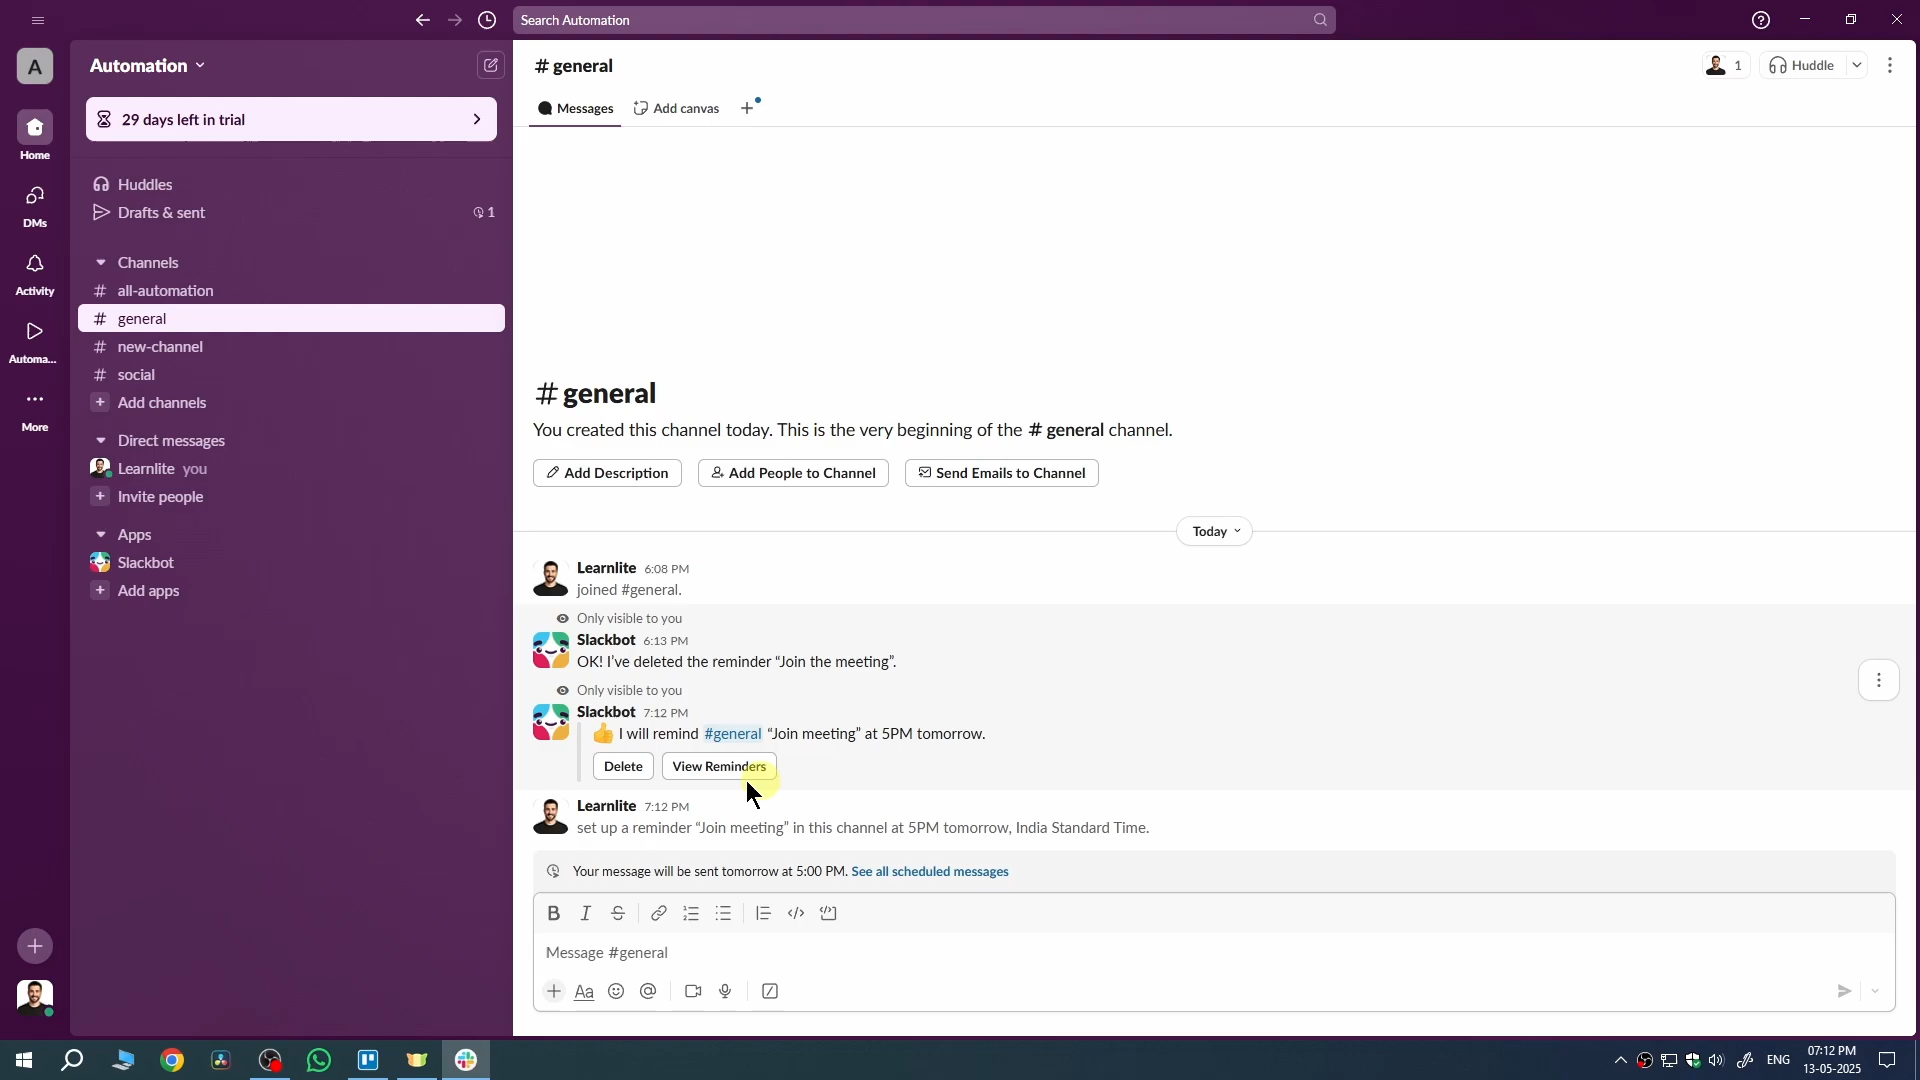 Search Automation
A
Automation
29 days left in trial
Home
DMs
Activity
Automa...
More
Huddles
Drafts & sent
1
Channels
# all-automation
# general
# new-channel
# social
+ Add channels
Direct messages
Learnlite you
+ Invite people
Apps
Slackbot
+ Add apps
# general
1
Huddle
Messages
Add canvas
# general
You created this channel today. This is the very beginning of the # general channel.
Add Description
Add People to Channel
Send Emails to Channel
Today
Learnlite 6:08 PM
joined #general.
Only visible to you
Slackbot 6:13 PM
OK! I’ve deleted the reminder “Join the meeting”.
Only visible to you
Slackbot 7:12 PM
👍 I will remind #general “Join meeting” at 5PM tomorrow.
Delete
View Reminders
Learnlite 7:12 PM
set up a reminder “Join meeting” in this channel at 5PM tomorrow, India Standard Time.
Your message will be sent tomorrow at 5:00 PM. See all scheduled messages
B I S
Message #general
Aa
ENG
07:12 PM
13-05-2025